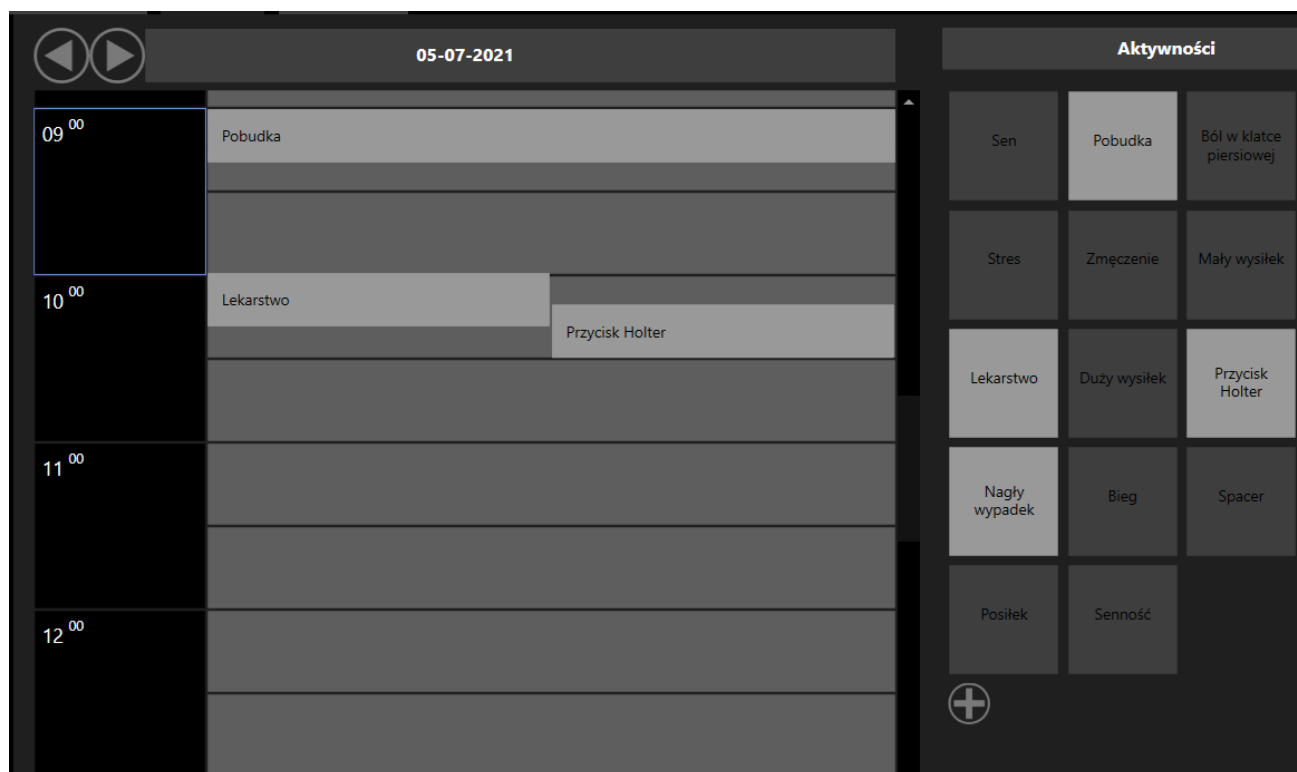 05-07-2021
09 00
Pobudka
10 00
Lekarstwo
Przycisk Holter
11 00
12 00
Aktywności
Sen
Pobudka
Ból w klatce
piersiowej
Stres
Zmęczenie
Mały wysiłek
Lekarstwo
Duży wysiłek
Przycisk
Holter
Nagły
wypadek
Bieg
Spacer
Posiłek
Senność